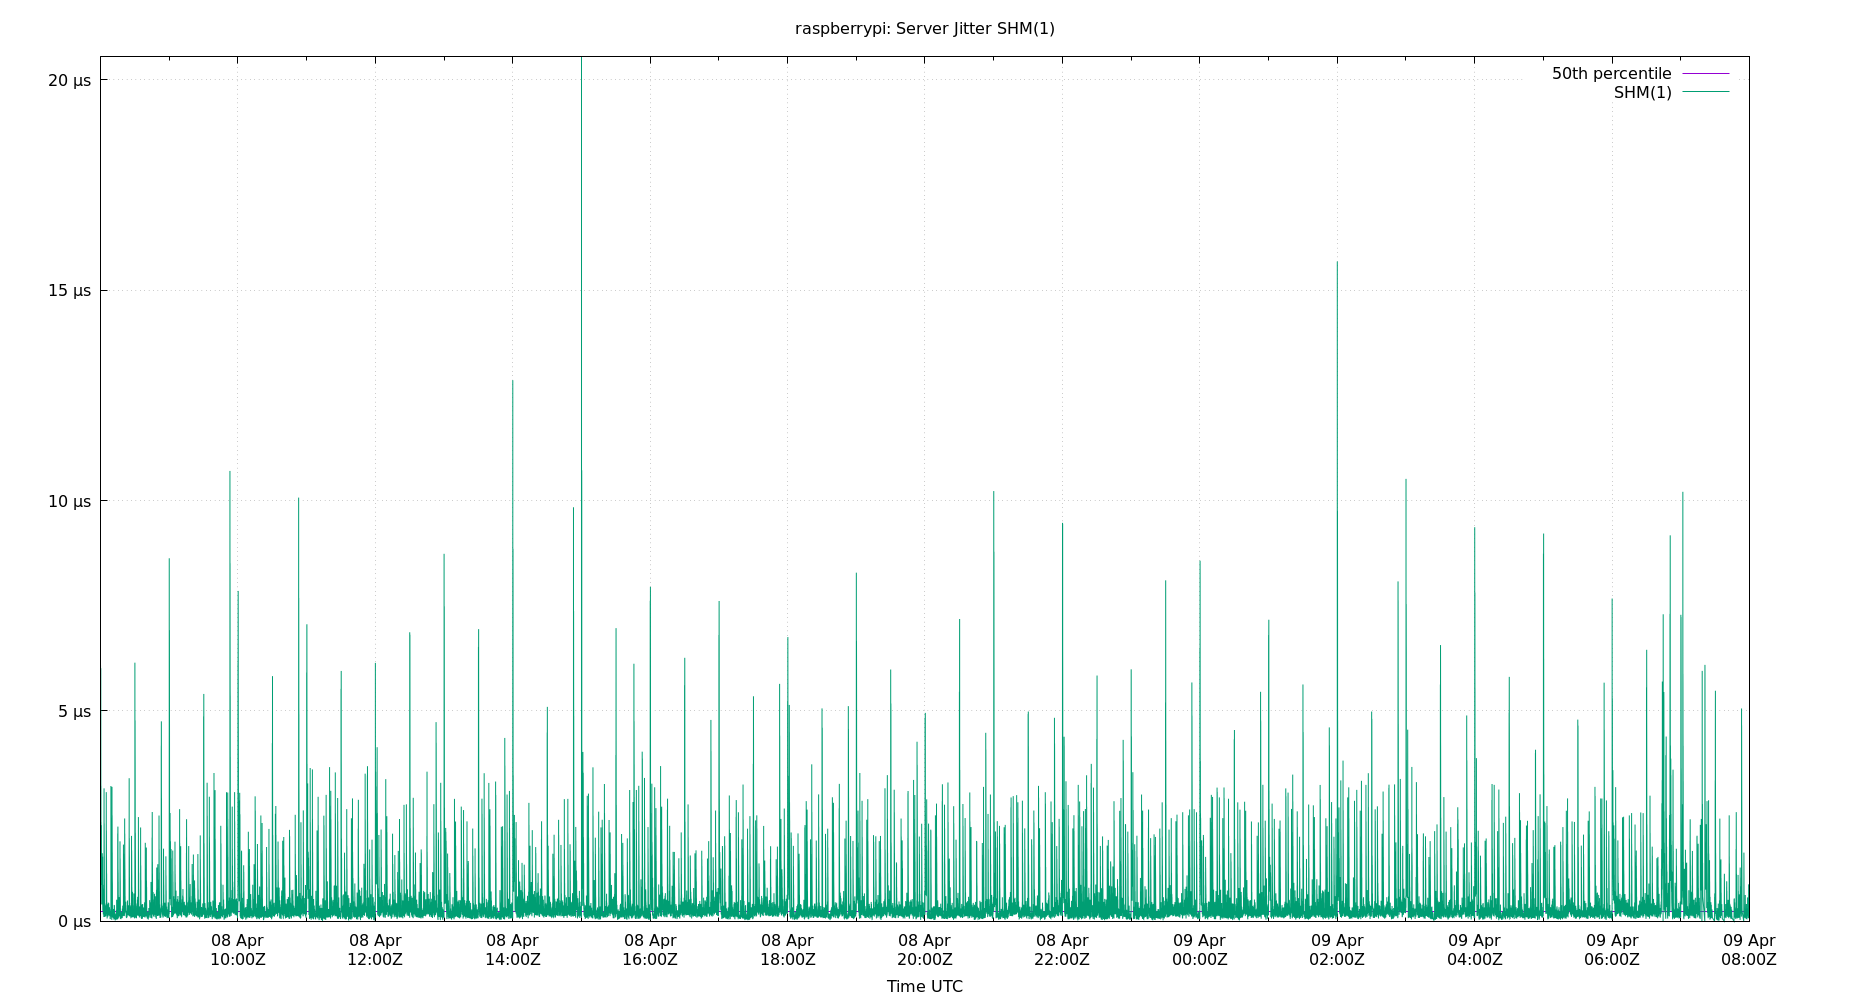 raspberrypi: Server Jitter SHM(1)
50th percentile
SHM(1)
20 µs
15 µs
10 µs
5 µs
0 µs
08 Apr 08 Apr 08 Apr 08 Apr 08 Apr 08 Apr 08 Apr 09 Apr 09 Apr 09 Apr 09 Apr 09 Apr
10:00Z 12:00Z 14:00Z 16:00Z 18:00Z 20:00Z 22:00Z 00:00Z 02:00Z 04:00Z 06:00Z 08:00Z
Time UTC